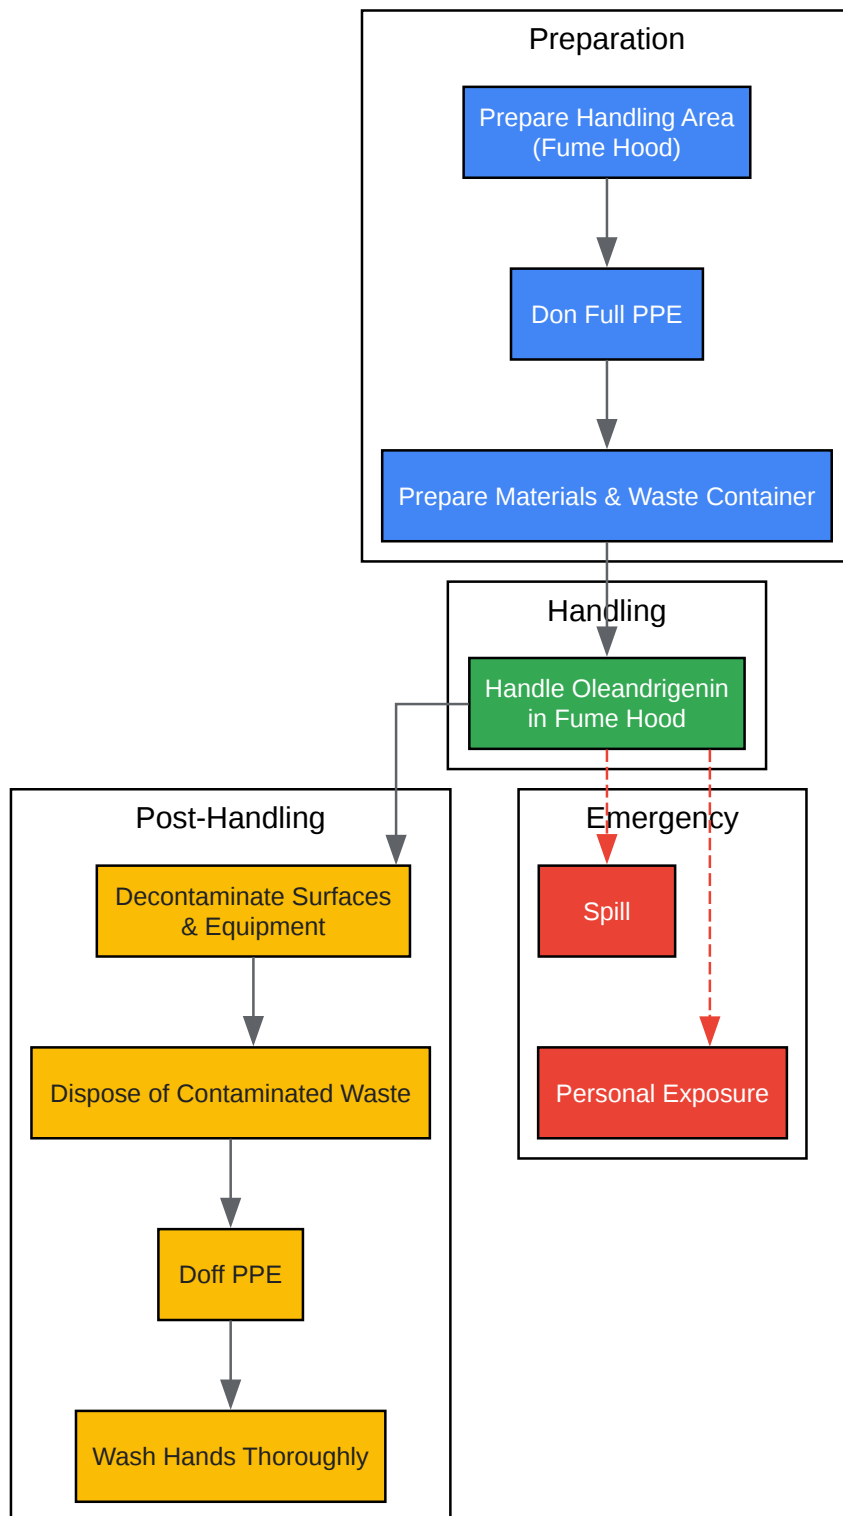 Preparation
Prepare Handling Area
(Fume Hood)
Don Full PPE
Prepare Materials & Waste Container
Handling
Handle Oleandrigenin
in Fume Hood
Post-Handling
Decontaminate Surfaces
& Equipment
Dispose of Contaminated Waste
Doff PPE
Wash Hands Thoroughly
Emergency
Spill
Personal Exposure